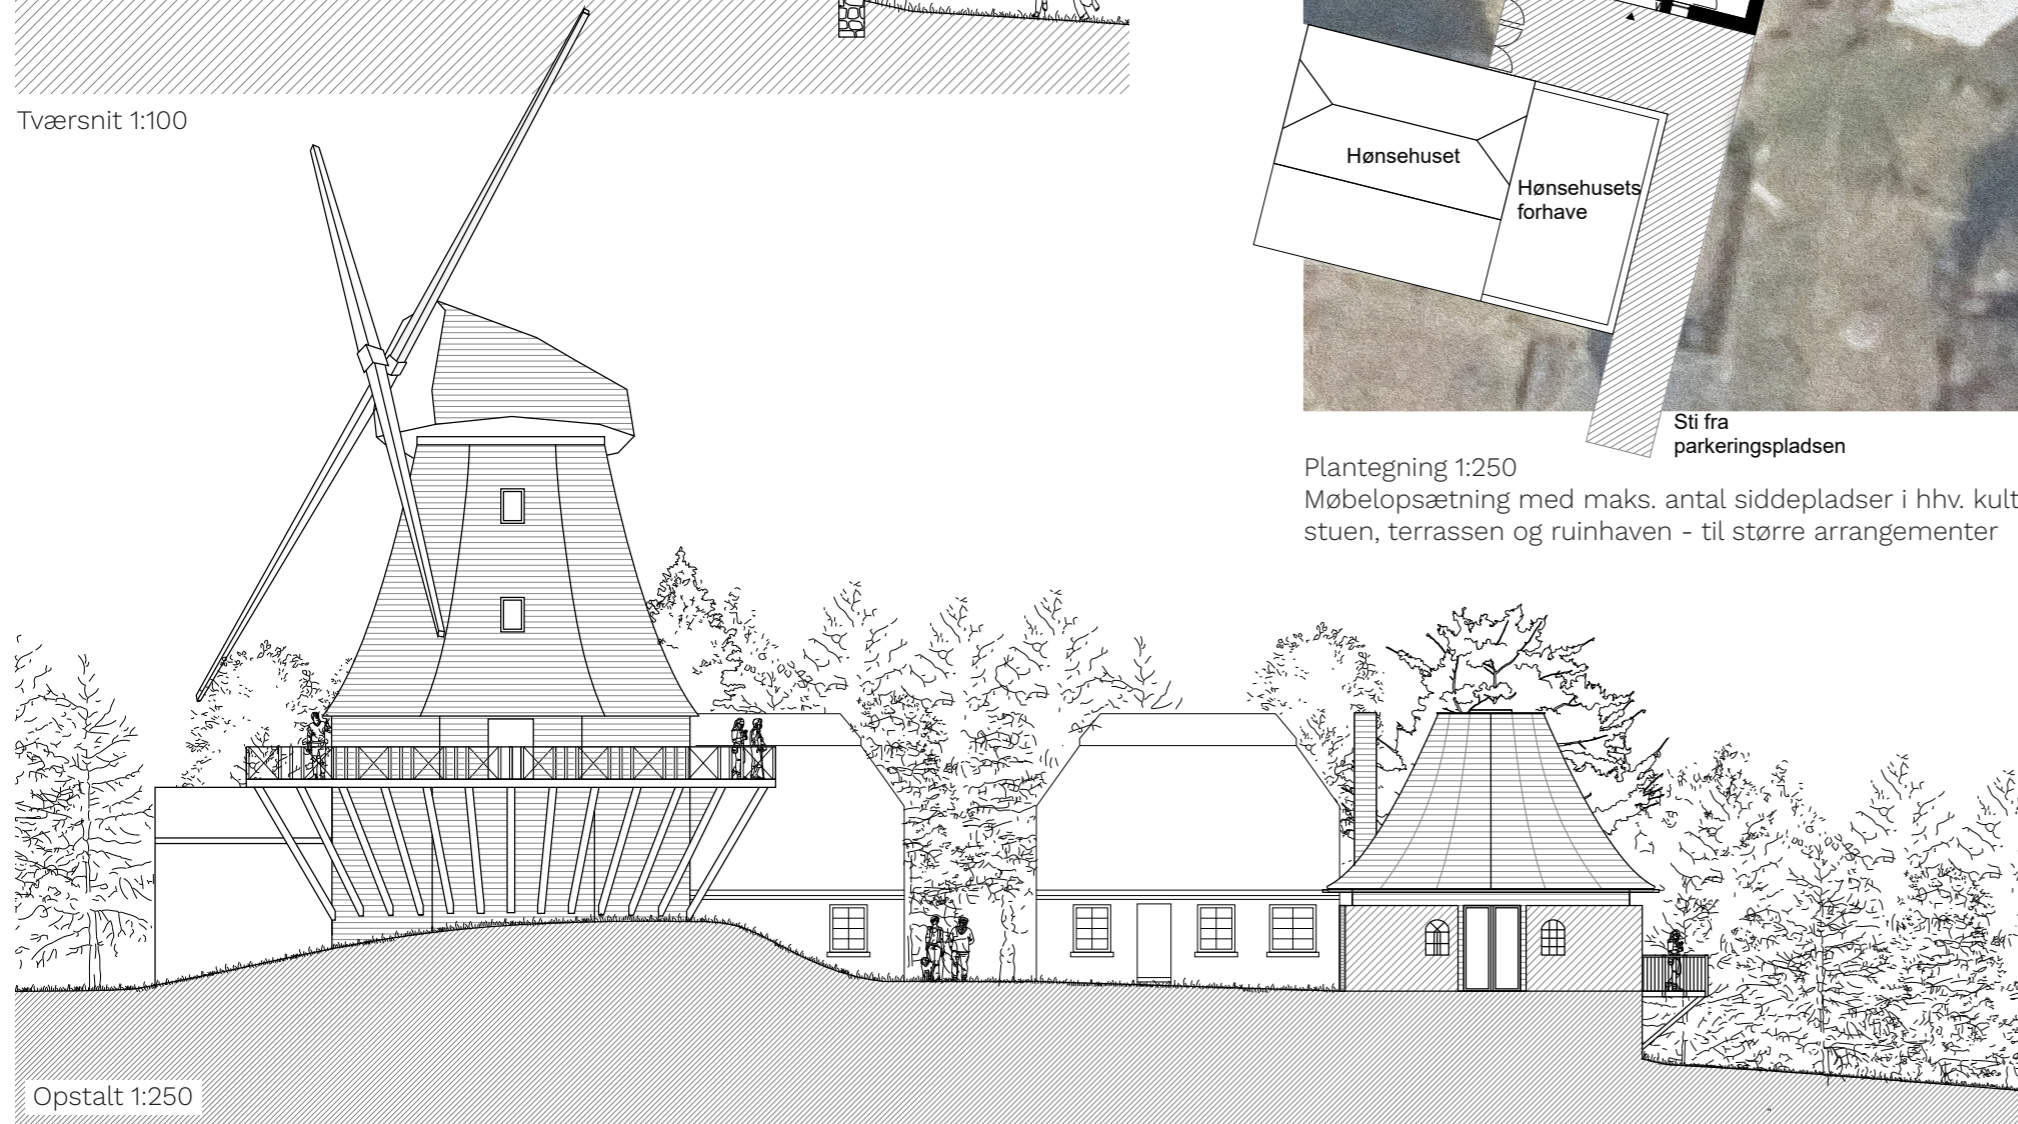 Tværsnit 1:100
Hønsehuset
Hønsehusets
forhave
Sti fra
parkeringspladsen
Plantegning 1:250
Møbelopsætning med maks. antal siddepladser i hhv. kult
stuen, terrassen og ruinhaven - til større arrangementer
Opstalt 1:250